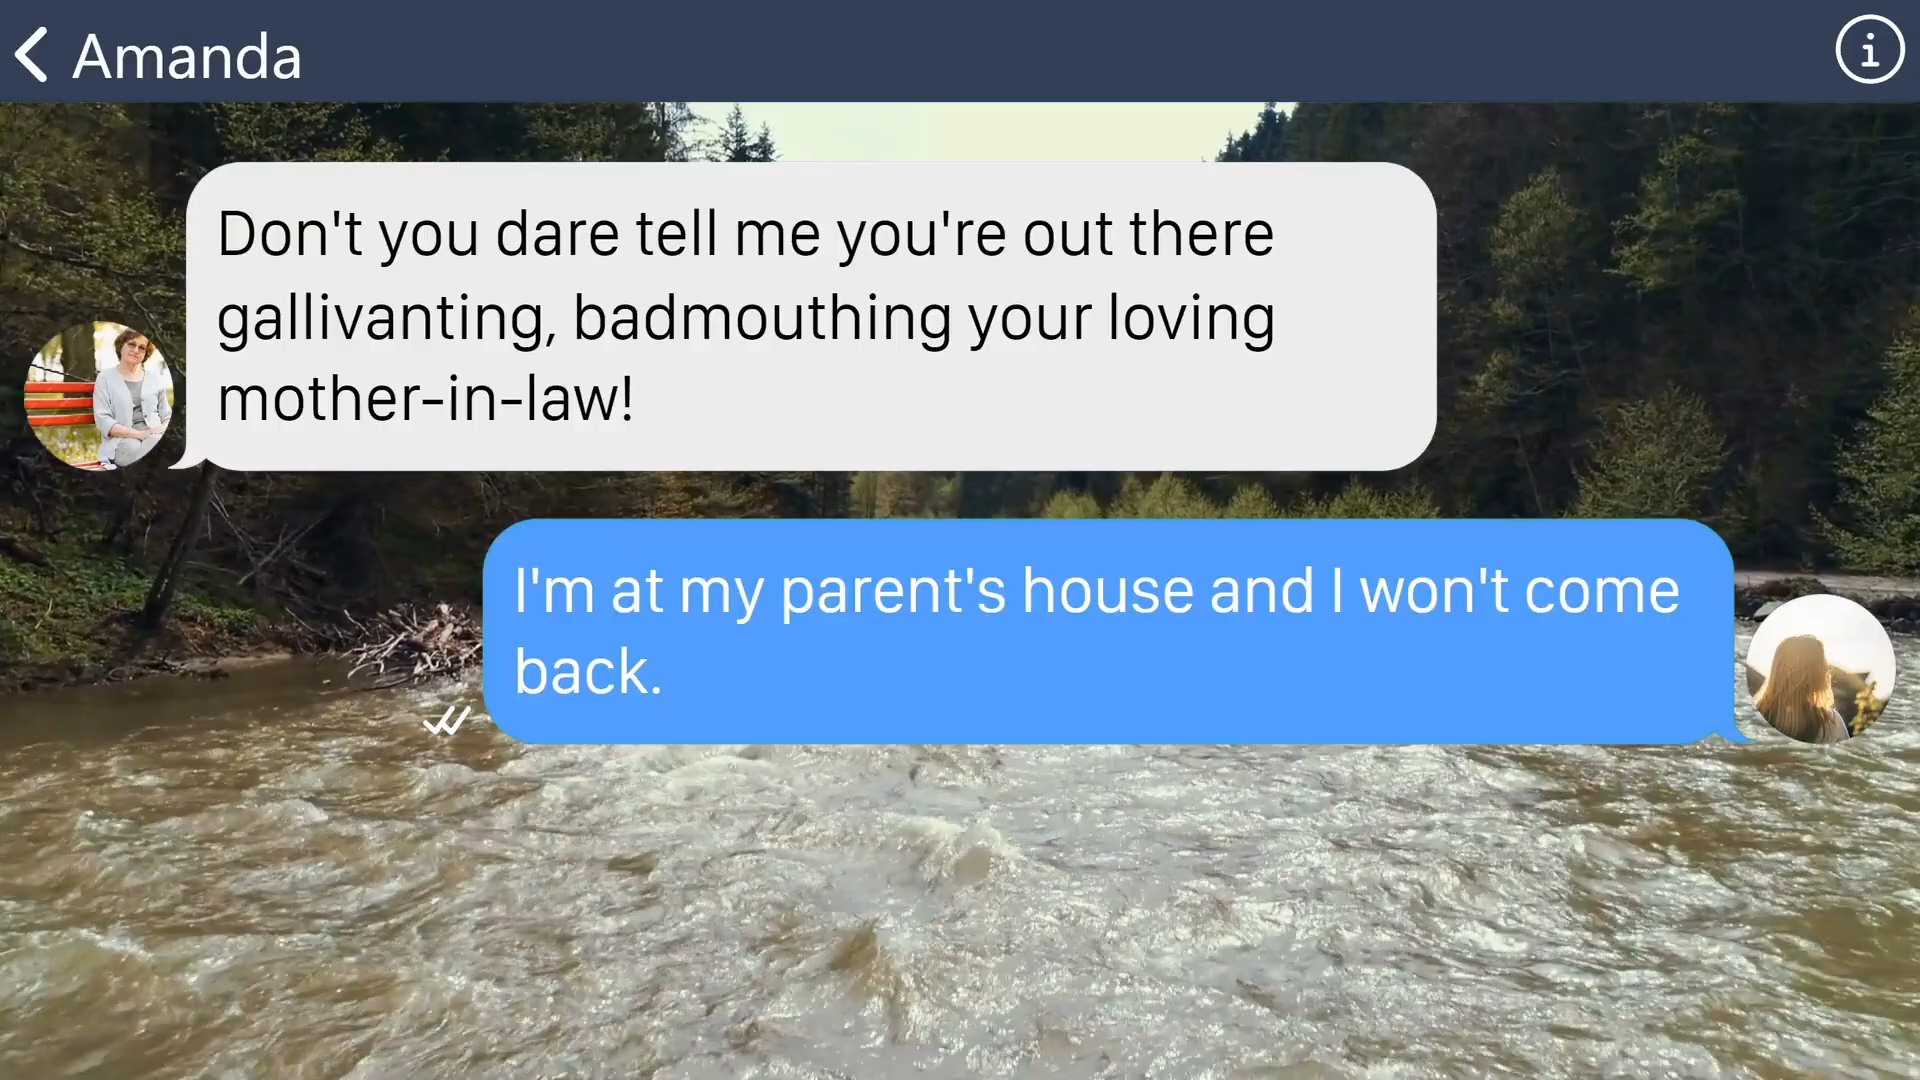 Amanda
Don't you dare tell me you're out there
gallivanting, badmouthing your loving
mother-in-law!
I'm at my parent's house and I won't come
back.